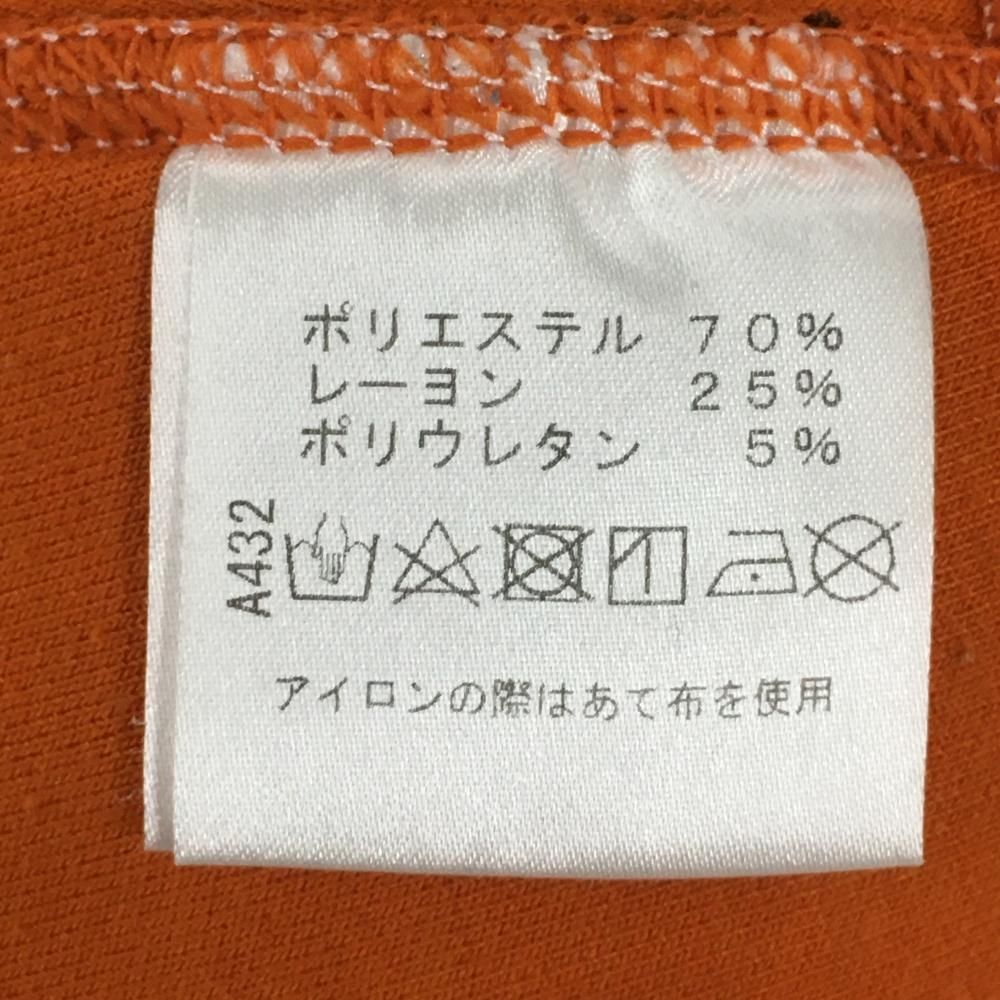 ポリエステル 70%
レーヨン 25%
ポリウレタン 5%
A432
アイロンの際はあて布を使用